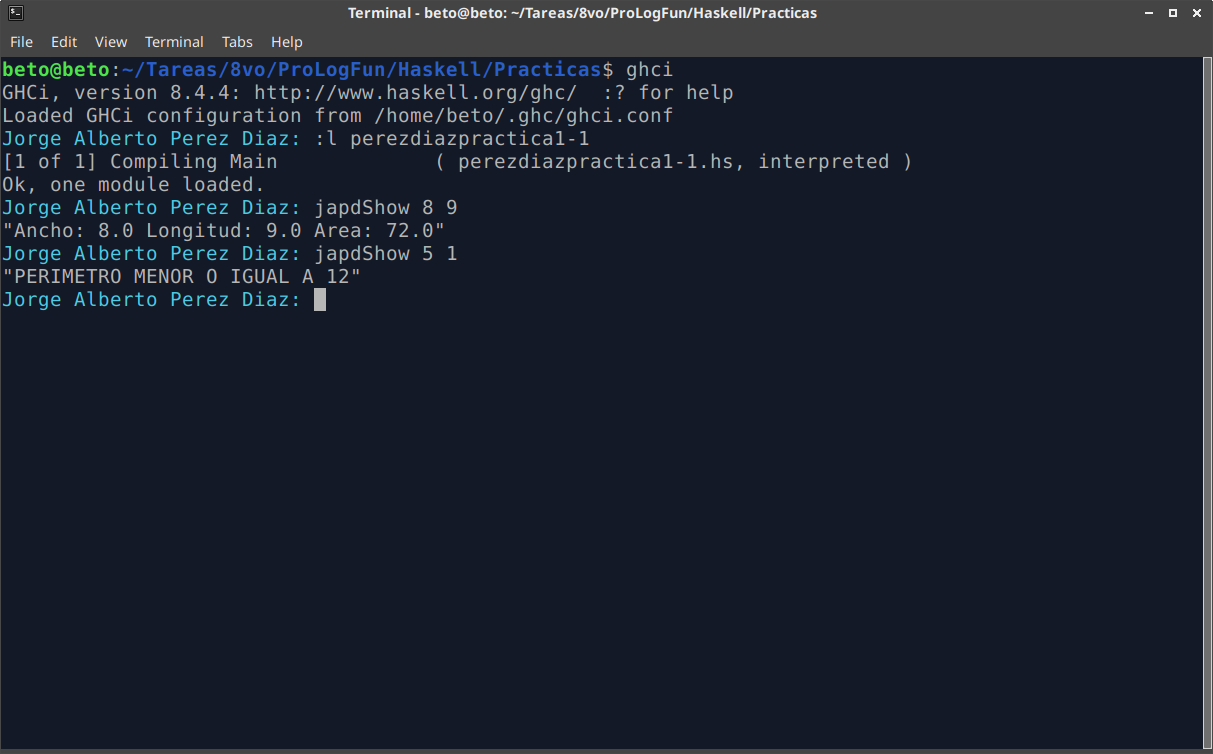 Terminal - beto@beto: ~/Tareas/8vo/ProLogFun/Haskell/Practicas
File Edit View Terminal Tabs Help
beto@beto:~/Tareas/8vo/ProLogFun/Haskell/Practicas$ ghci
GHCi, version 8.4.4: http://www.haskell.org/ghc/  :? for help
Loaded GHCi configuration from /home/beto/.ghc/ghci.conf
Jorge Alberto Perez Diaz: :l perezdiazpractica1-1
[1 of 1] Compiling Main             ( perezdiazpractica1-1.hs, interpreted )
Ok, one module loaded.
Jorge Alberto Perez Diaz: japdShow 8 9
"Ancho: 8.0 Longitud: 9.0 Area: 72.0"
Jorge Alberto Perez Diaz: japdShow 5 1
"PERIMETRO MENOR O IGUAL A 12"
Jorge Alberto Perez Diaz: